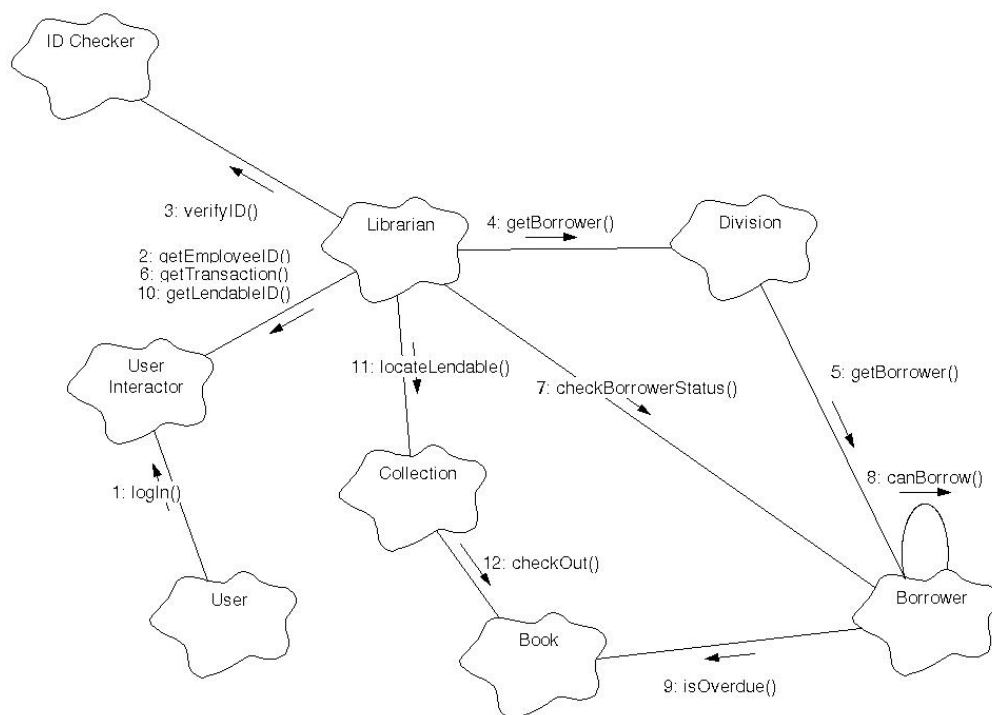 ID Checker
3: verifyID()
Librarian
4: getBorrower()
Division
2: getEmployeeID()
6: getTransaction()
10: getLendableID()
User
Interactor
11: locateLendable()
7: checkBorrowerStatus()
5: getBorrower()
1: logIn()
Collection
8: canBorrow()
12: checkOut()
User
Book
Borrower
9: isOverdue()